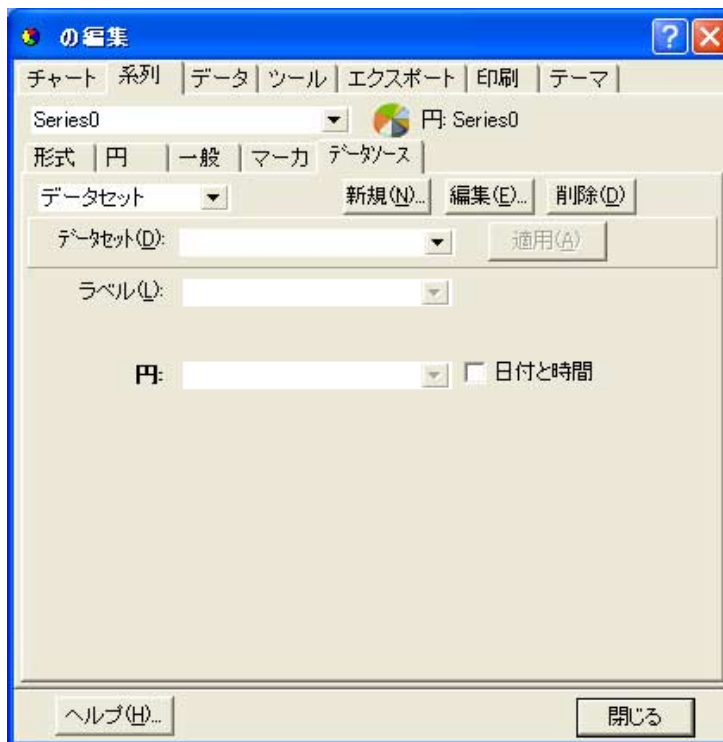 の編集
チャート 系列 データ ツール エクスポート 印刷 テーマ
Series0 円: Series0
形式 円 一般 マーカ データソース
データセット 新規(N)... 編集(E)... 削除(D)
データセット(D): 適用(A)
ラベル(L):
円: 日付と時間
ヘルプ(H)... 閉じる